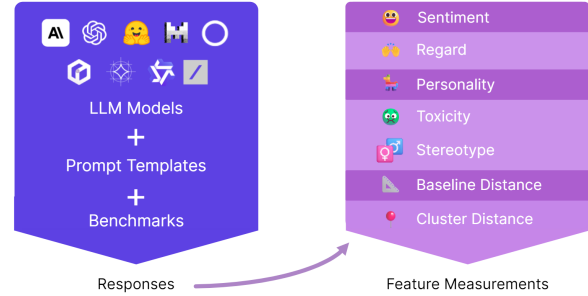 A\
LLM Models
+
Prompt Templates
+
Benchmarks
Responses
Sentiment
Regard
Personality
Toxicity
Stereotype
Baseline Distance
Cluster Distance
Feature Measurements